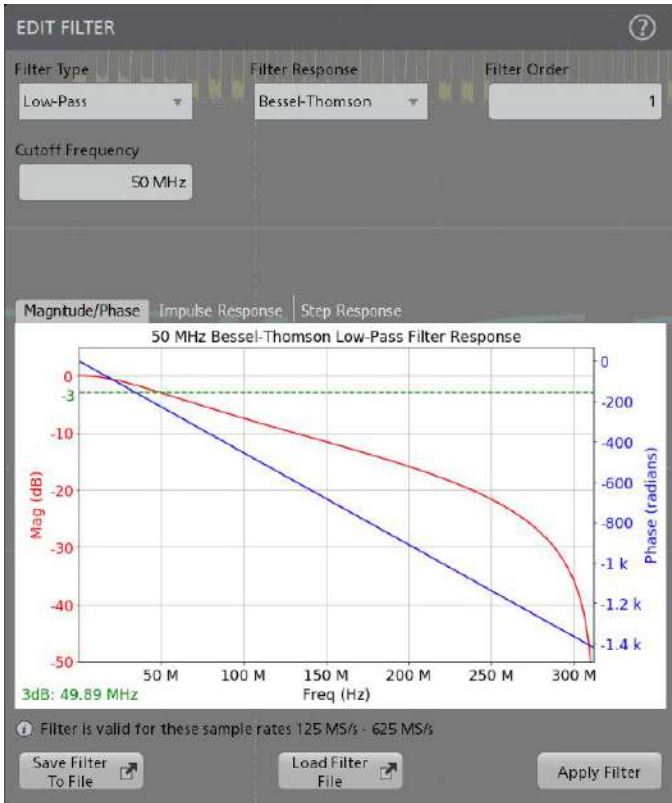 EDIT FILTER
?
Filter Type
Filter Response
Filter Order
Low-Pass
Bessel-Thomson
1
Cutoff Frequency
50 MHz
Magntude/Phase
Impulse Response
Step Response
50 MHz Bessel-Thomson Low-Pass Filter Response
0
-3
-10
-20
-30
-40
-50
Mag (dB)
0
-200
-400
-600
-800
-1 k
-1.2 k
-1.4 k
Phase (radians)
50 M
100 M
150 M
200 M
250 M
300 M
Freq (Hz)
3dB: 49.89 MHz
i Filter is valid for these sample rates 125 MS/s - 625 MS/s
Save Filter
To File
Load Filter
File
Apply Filter